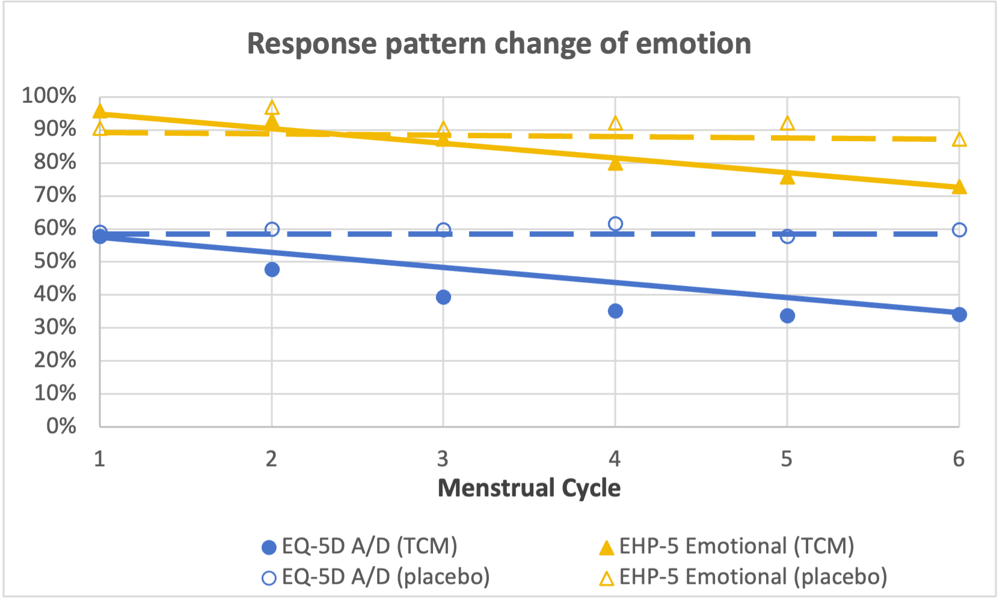 Response pattern change of emotion
100%
90%
80%
70%
60%
50%
40%
30%
20%
10%
0%
1 2 3 4 5 6
Menstrual Cycle
EQ-5D A/D (TCM) EHP-5 Emotional (TCM)
EQ-5D A/D (placebo) EHP-5 Emotional (placebo)